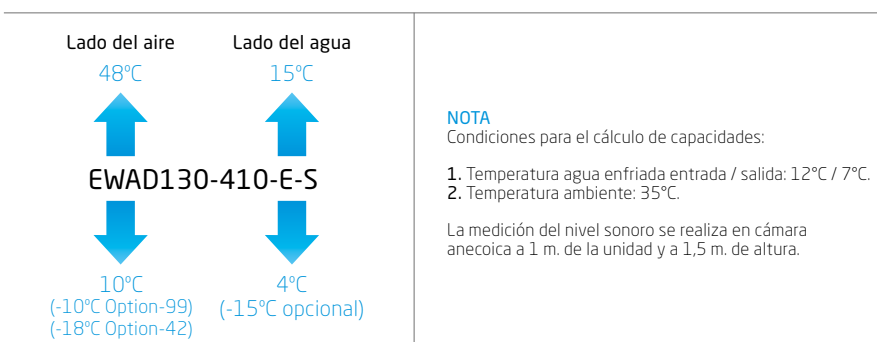 Lado del aire
Lado del agua
48°C
15°C
EWAD130-410-E-S
10°C
(-10°C Option-99)
(-18°C Option-42)
4°C
(-15°C opcional)
NOTA
Condiciones para el cálculo de capacidades:
1. Temperatura agua enfriada entrada / salida: 12°C / 7°C.
2. Temperatura ambiente: 35°C.
La medición del nivel sonoro se realiza en cámara
anecoica a 1 m. de la unidad y a 1,5 m. de altura.